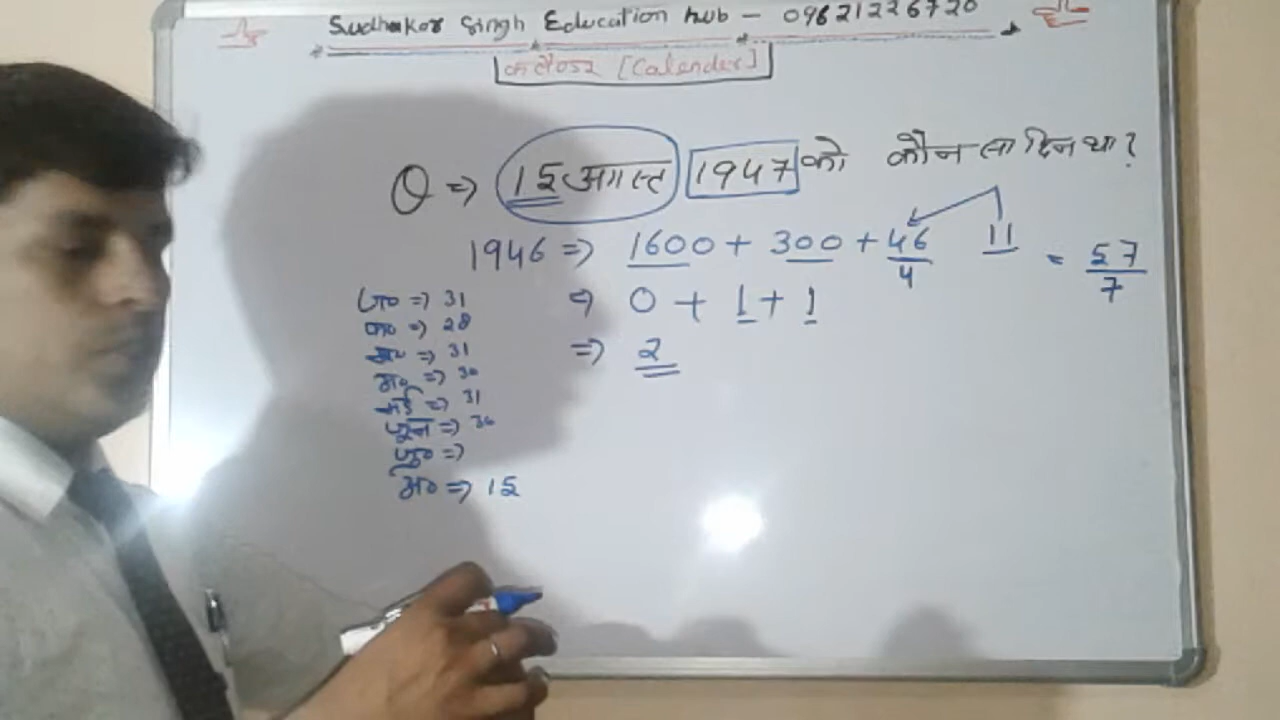 Sudhakar Singh Education hub – 09621226720
कलैण्डर [Calender]
Q ⇒ 15 अगस्त 1947 को कौन सा दिन था?
1946 ⇒ 1600 + 300 + 46/4 11 = 57/7
⇒ 0 + 1 + 1
⇒ 2
ज० ⇒ 31
फ० ⇒ 28
मा० ⇒ 31
अ० ⇒ 30
मई ⇒ 31
जून ⇒ 30
जु० ⇒
अ० ⇒ 15